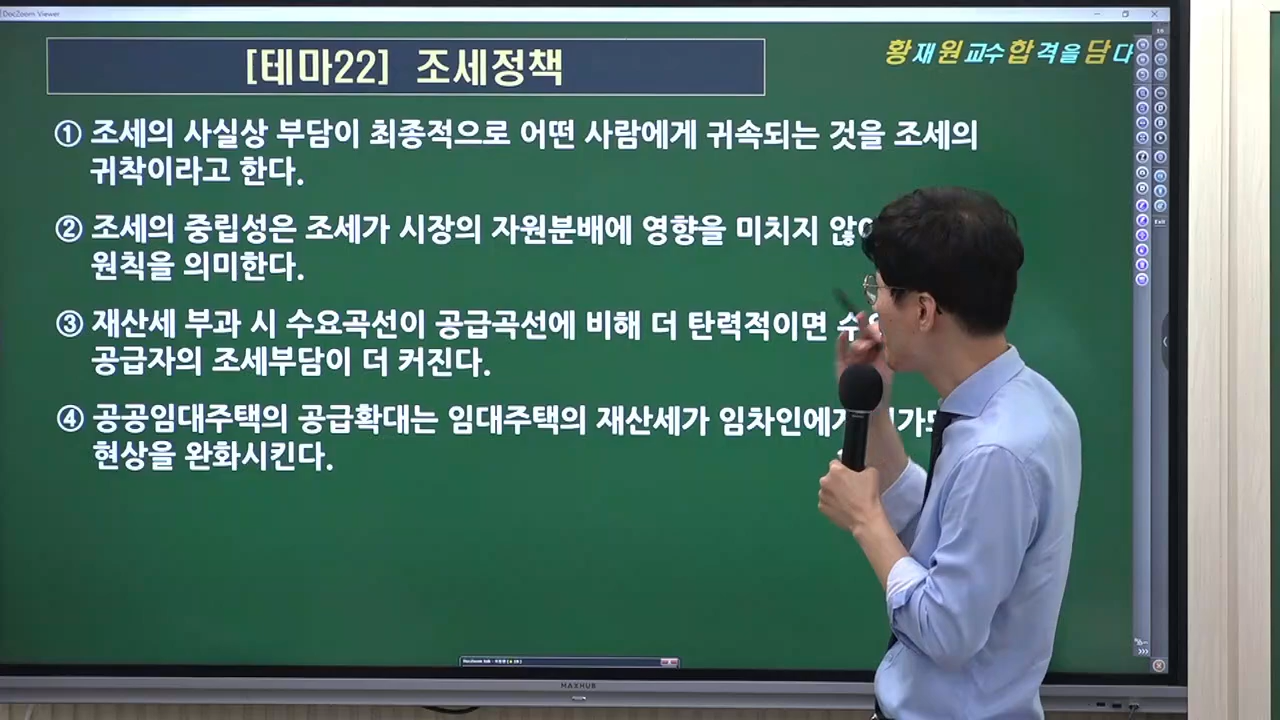 DocZoom Viewer
[테마22] 조세정책
황재원교수합격을담다
① 조세의 사실상 부담이 최종적으로 어떤 사람에게 귀속되는 것을 조세의
귀착이라고 한다.
② 조세의 중립성은 조세가 시장의 자원분배에 영향을 미치지
원칙을 의미한다.
③ 재산세 부과 시 수요곡선이 공급곡선에 비해 더 탄력적이면
공급자의 조세부담이 더 커진다.
④ 공공임대주택의 공급확대는 임대주택의 재산세가
현상을 완화시킨다.
Exit
MAXHUB